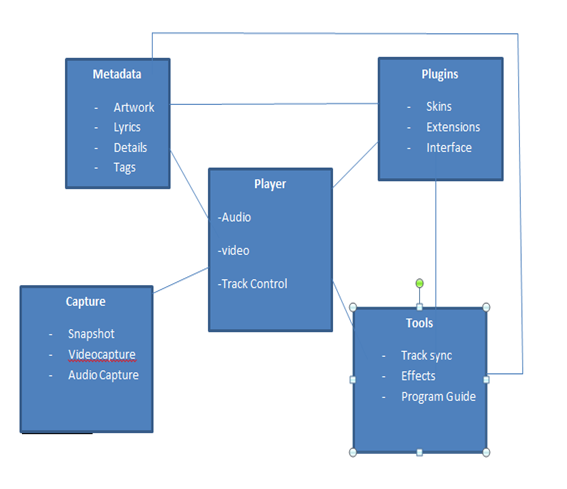 Metadata
- Artwork
- Lyrics
- Details
- Tags
Plugins
- Skins
- Extensions
- Interface
Player
-Audio
-video
-Track Control
Capture
- Snapshot
- Videocapture
- Audio Capture
Tools
- Track sync
- Effects
- Program Guide